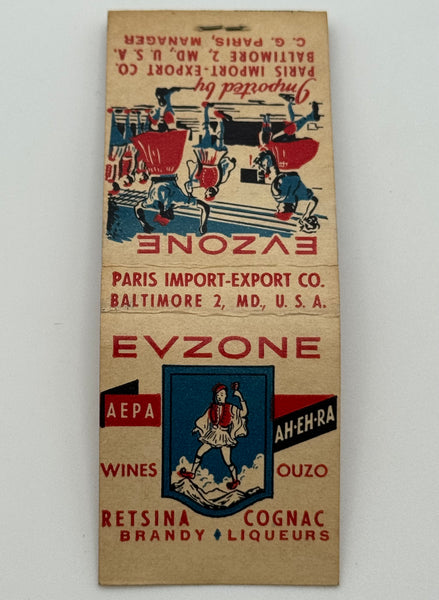 EVZONE
Imported by
PARIS IMPORT-EXPORT CO.
BALTIMORE 2, MD, U. S. A.
C. G. PARIS, MANAGER
PARIS IMPORT-EXPORT CO.
BALTIMORE 2, MD., U. S. A.
EVZONE
ΑΕΡΑ
AH-EH-RA
WINES OUZO
RETSINA COGNAC
BRANDY ♦ LIQUEURS